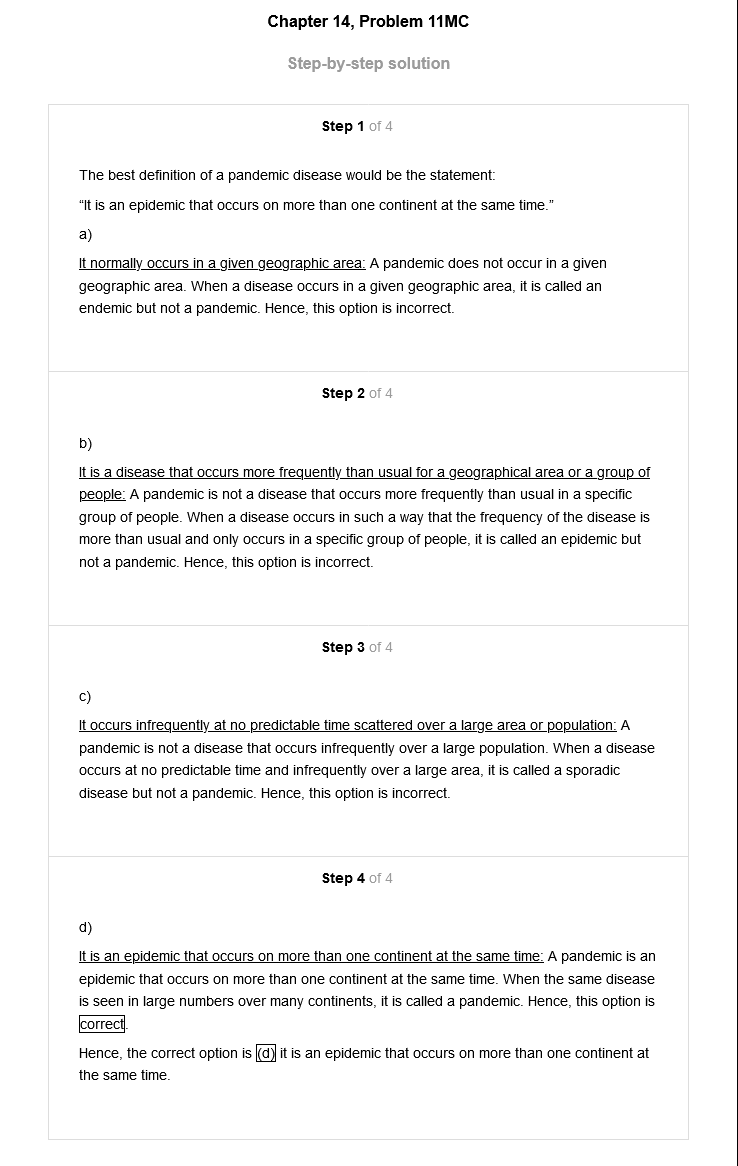 Chapter 14, Problem 11MC
Step-by-step solution
Step 1 of 4
The best definition of a pandemic disease would be the statement:
“It is an epidemic that occurs on more than one continent at the same time.”
a)
It normally occurs in a given geographic area: A pandemic does not occur in a given
geographic area. When a disease occurs in a given geographic area, it is called an
endemic but not a pandemic. Hence, this option is incorrect.
Step 2 of 4
b)
It is a disease that occurs more frequently than usual for a geographical area or a group of
people: A pandemic is not a disease that occurs more frequently than usual in a specific
group of people. When a disease occurs in such a way that the frequency of the disease is
more than usual and only occurs in a specific group of people, it is called an epidemic but
not a pandemic. Hence, this option is incorrect.
Step 3 of 4
c)
It occurs infrequently at no predictable time scattered over a large area or population: A
pandemic is not a disease that occurs infrequently over a large population. When a disease
occurs at no predictable time and infrequently over a large area, it is called a sporadic
disease but not a pandemic. Hence, this option is incorrect.
Step 4 of 4
d)
It is an epidemic that occurs on more than one continent at the same time: A pandemic is an
epidemic that occurs on more than one continent at the same time. When the same disease
is seen in large numbers over many continents, it is called a pandemic. Hence, this option is
correct.
Hence, the correct option is (d) it is an epidemic that occurs on more than one continent at
the same time.